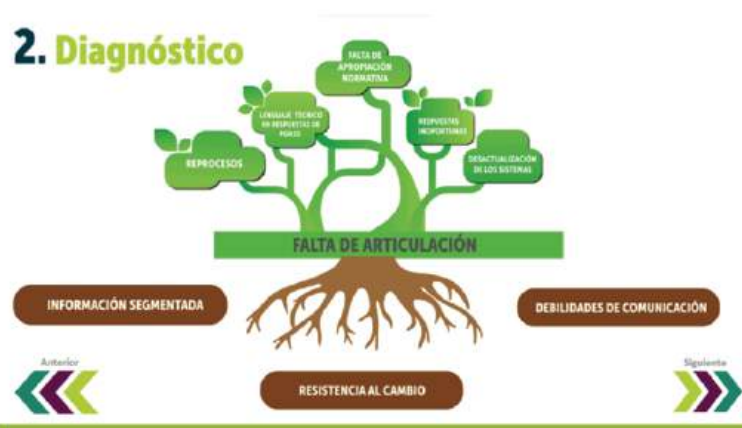 2. Diagnóstico
FALTA DE
APROPIACIÓN
NORMATIVA
LENGUAJE TÉCNICO
EN RESPUESTAS DE
PQRSD
RESPUESTAS
INOPORTUNAS
REPROCESOS
DESACTUALIZACIÓN
DE LOS SISTEMAS
FALTA DE ARTICULACIÓN
INFORMACIÓN SEGMENTADA
DEBILIDADES DE COMUNICACIÓN
Anterior
Siguiente
RESISTENCIA AL CAMBIO